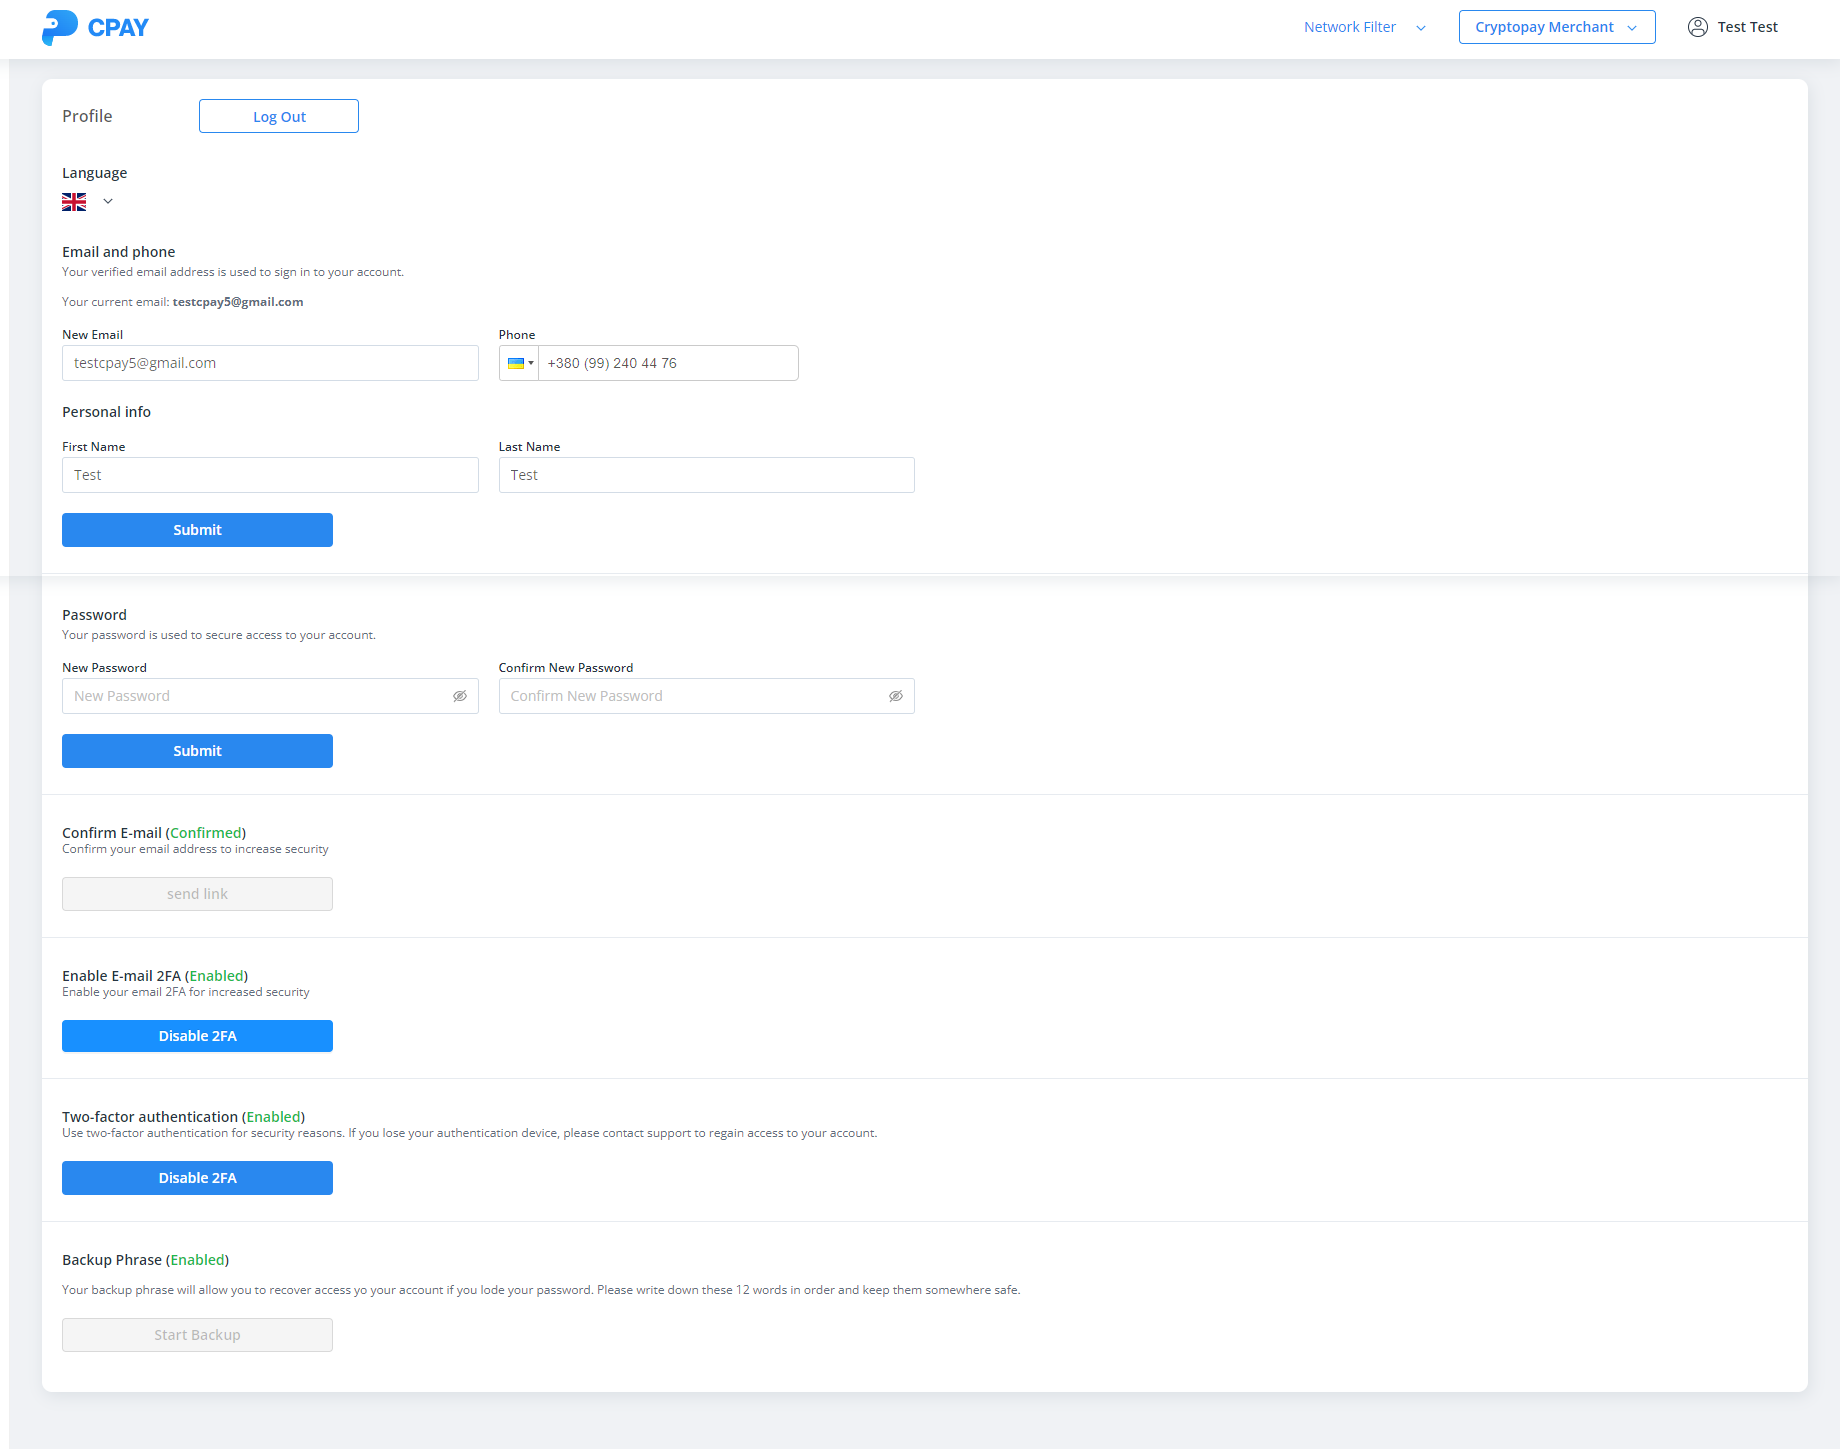 CPAY
Network Filter
Cryptopay Merchant
Test Test
Profile
Log Out
Language
Email and phone
Your verified email address is used to sign in to your account.
Your current email: testcpay5@gmail.com
New Email
Phone
testcpay5@gmail.com
+380 (99) 240 44 76
Personal info
First Name
Last Name
Test
Test
Submit
Password
Your password is used to secure access to your account.
New Password
Confirm New Password
New Password
Confirm New Password
Submit
Confirm E-mail (Confirmed)
Confirm your email address to increase security
send link
Enable E-mail 2FA (Enabled)
Enable your email 2FA for increased security
Disable 2FA
Two-factor authentication (Enabled)
Use two-factor authentication for security reasons. If you lose your authentication device, please contact support to regain access to your account.
Disable 2FA
Backup Phrase (Enabled)
Your backup phrase will allow you to recover access yo your account if you lode your password. Please write down these 12 words in order and keep them somewhere safe.
Start Backup